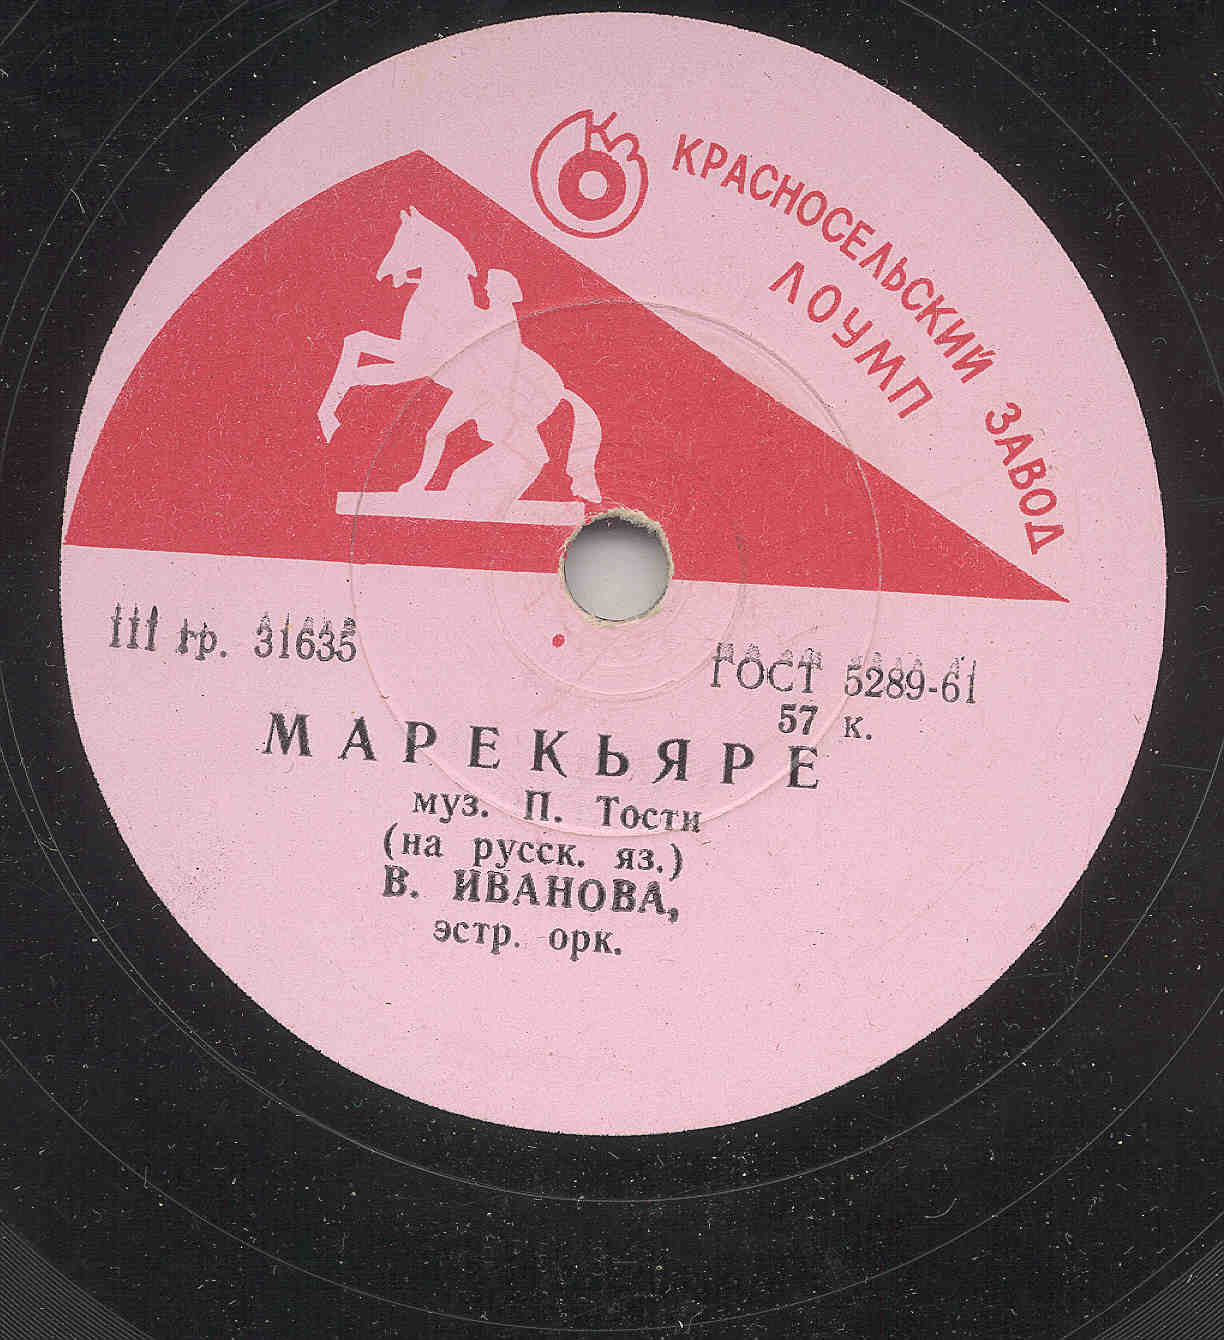 КРАСНОСЕЛЬСКИЙ ЗАВОД
ЛОУМП
III гр. 31635
ГОСТ 5289-61
57 к.
МАРЕКЬЯРЕ
муз. П. Тости
(на русск. яз.)
В. ИВАНОВА,
эстр. орк.